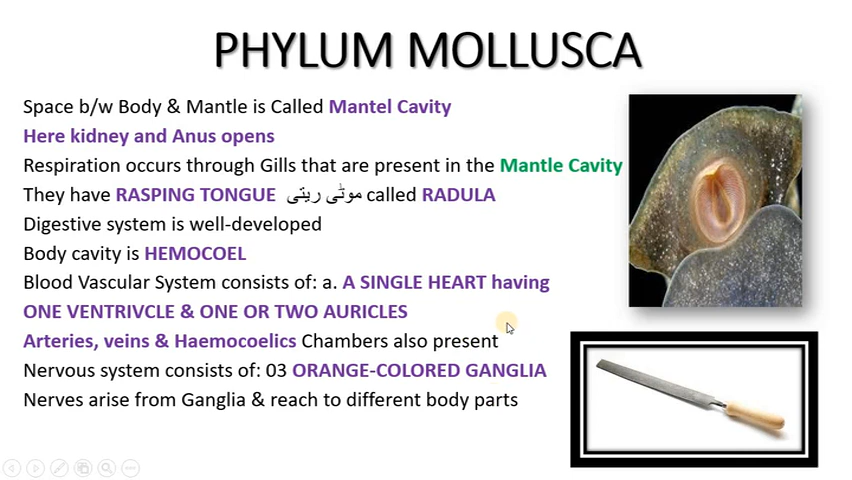 PHYLUM MOLLUSCA
Space b/w Body & Mantle is Called Mantel Cavity
Here kidney and Anus opens
Respiration occurs through Gills that are present in the Mantle Cavity
They have RASPING TONGUE موٹی ریتی called RADULA
Digestive system is well-developed
Body cavity is HEMOCOEL
Blood Vascular System consists of: a. A SINGLE HEART having
ONE VENTRIVCLE & ONE OR TWO AURICLES
Arteries, veins & Haemocoelics Chambers also present
Nervous system consists of: 03 ORANGE-COLORED GANGLIA
Nerves arise from Ganglia & reach to different body parts